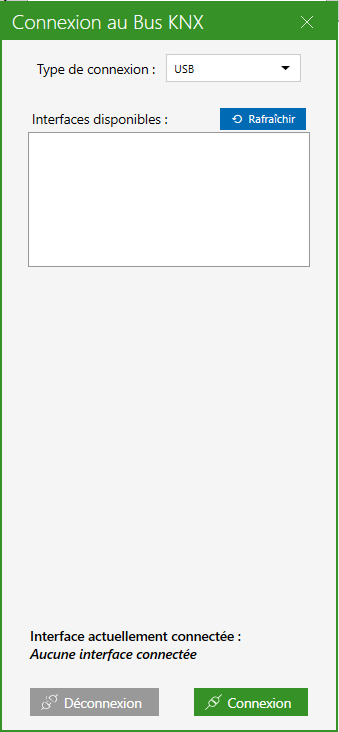 Connexion au Bus KNX
Type de connexion : USB
Interfaces disponibles : Rafraîchir
Interface actuellement connectée :
Aucune interface connectée
Déconnexion Connexion